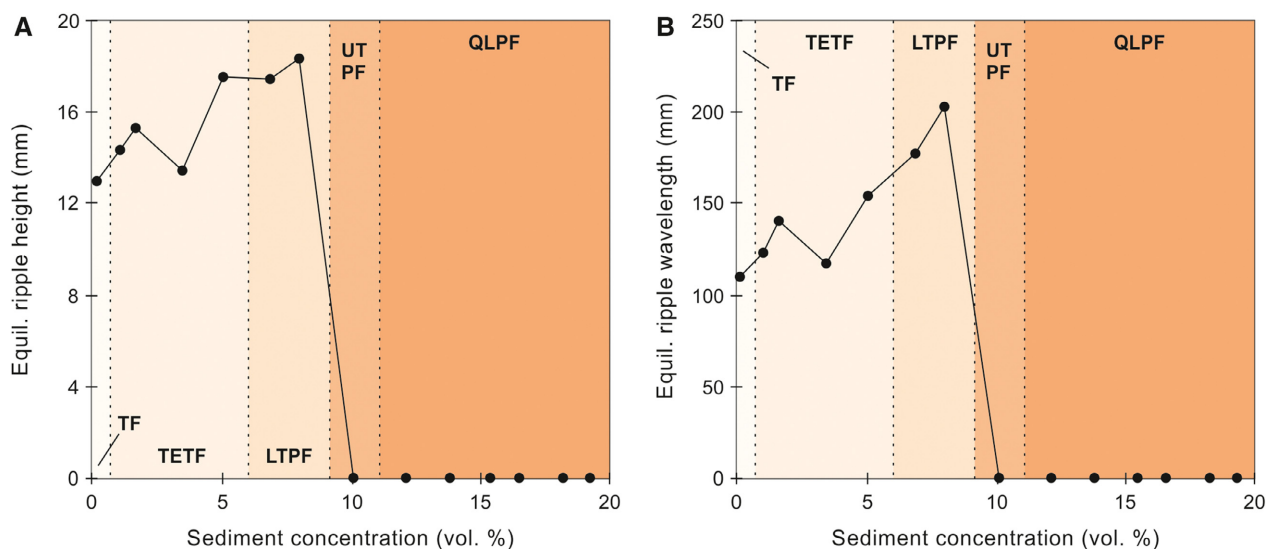 A
20
16
12
8
4
0
Equil. ripple height (mm)
TF
TETF
LTPF
UT
PF
QLPF
0
5
10
15
20
Sediment concentration (vol. %)
B
250
200
150
100
50
0
Equil. ripple wavelength (mm)
TF
TETF
LTPF
UT
PF
QLPF
0
5
10
15
20
Sediment concentration (vol. %)